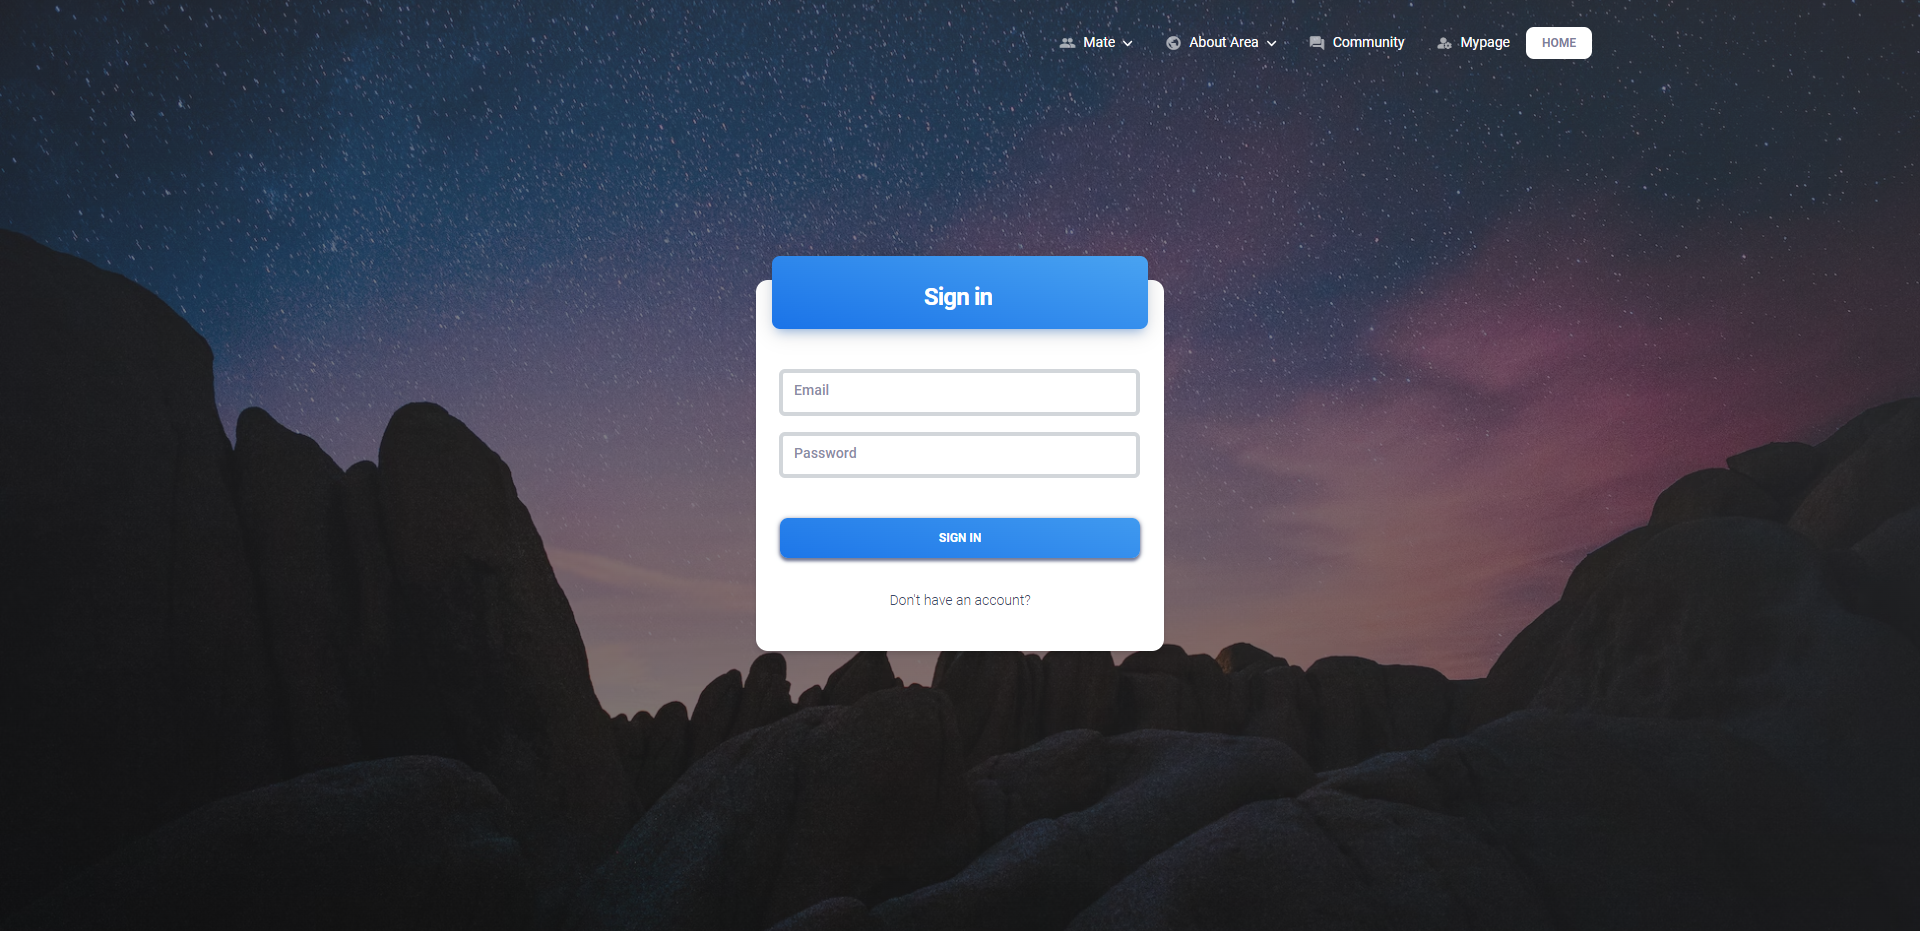 Mate
About Area
Community
Mypage
HOME
Sign in
Email
Password
SIGN IN
Don't have an account?